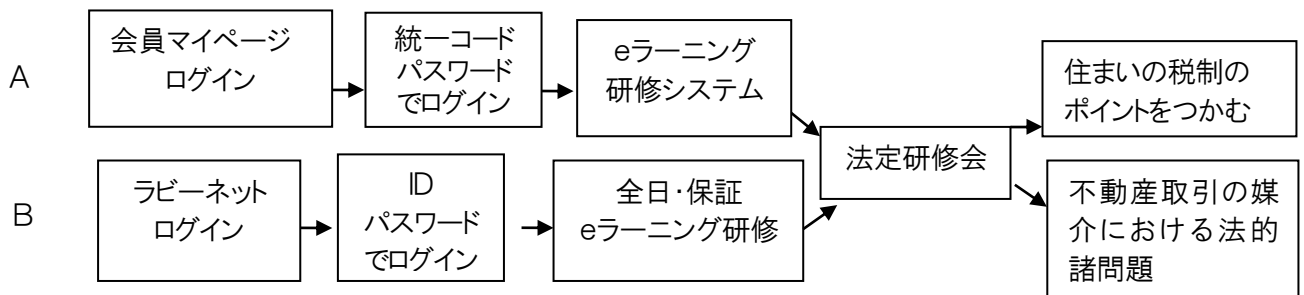 A
会員マイページ
ログイン
統一コード
パスワード
でログイン
eラーニング
研修システム
法定研修会
住まいの税制の
ポイントをつかむ
B
ラビーネット
ログイン
ID
パスワード
でログイン
全日・保証
eラーニング研修
不動産取引の媒
介における法的
諸問題